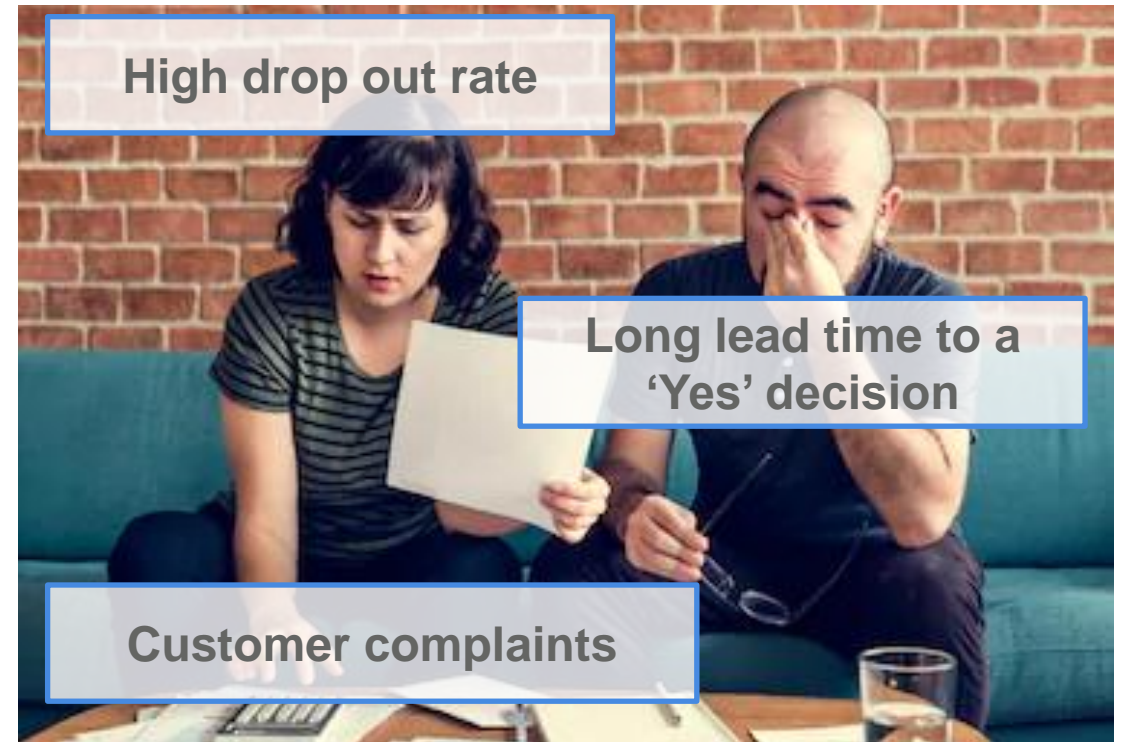 High drop out rate
Long lead time to a
‘Yes’ decision
Customer complaints